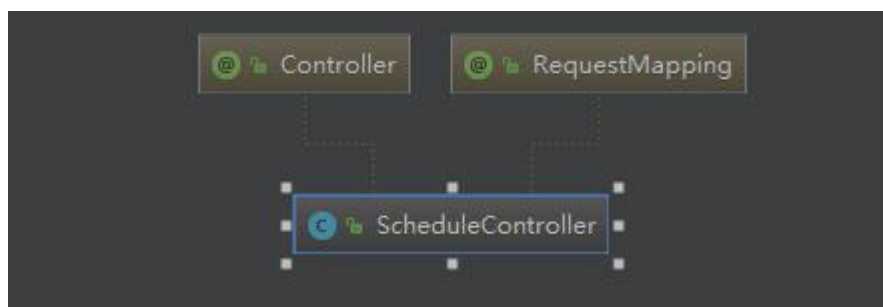 @ Controller
@ RequestMapping
C ScheduleController